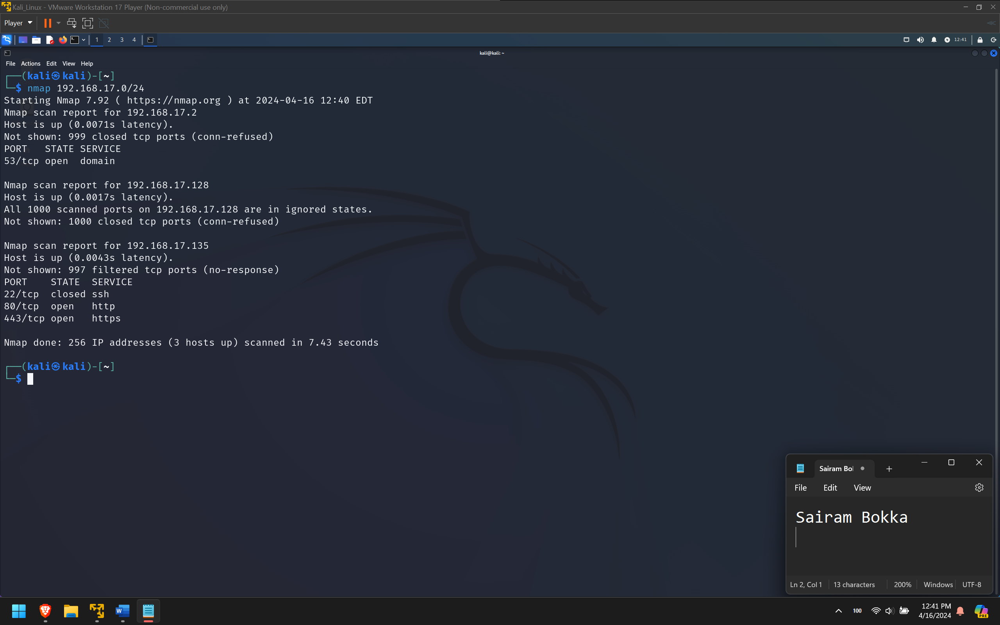 Kali_Linux - VMware Workstation 17 Player (Non-commercial use only)
Player
1 2 3 4
12:41
kali@kali: ~
File Actions Edit View Help
┌──(kali㉿kali)-[~]
└─$ nmap 192.168.17.0/24
Starting Nmap 7.92 ( https://nmap.org ) at 2024-04-16 12:40 EDT
Nmap scan report for 192.168.17.2
Host is up (0.0071s latency).
Not shown: 999 closed tcp ports (conn-refused)
PORT   STATE SERVICE
53/tcp open  domain
Nmap scan report for 192.168.17.128
Host is up (0.0017s latency).
All 1000 scanned ports on 192.168.17.128 are in ignored states.
Not shown: 1000 closed tcp ports (conn-refused)
Nmap scan report for 192.168.17.135
Host is up (0.0043s latency).
Not shown: 997 filtered tcp ports (no-response)
PORT    STATE  SERVICE
22/tcp  closed ssh
80/tcp  open   http
443/tcp open   https
Nmap done: 256 IP addresses (3 hosts up) scanned in 7.43 seconds
┌──(kali㉿kali)-[~]
└─$
Sairam Bo
File Edit View
Sairam Bokka
Ln 2, Col 1 13 characters 200% Windows UTF-8
100
12:41 PM
4/16/2024
PRE